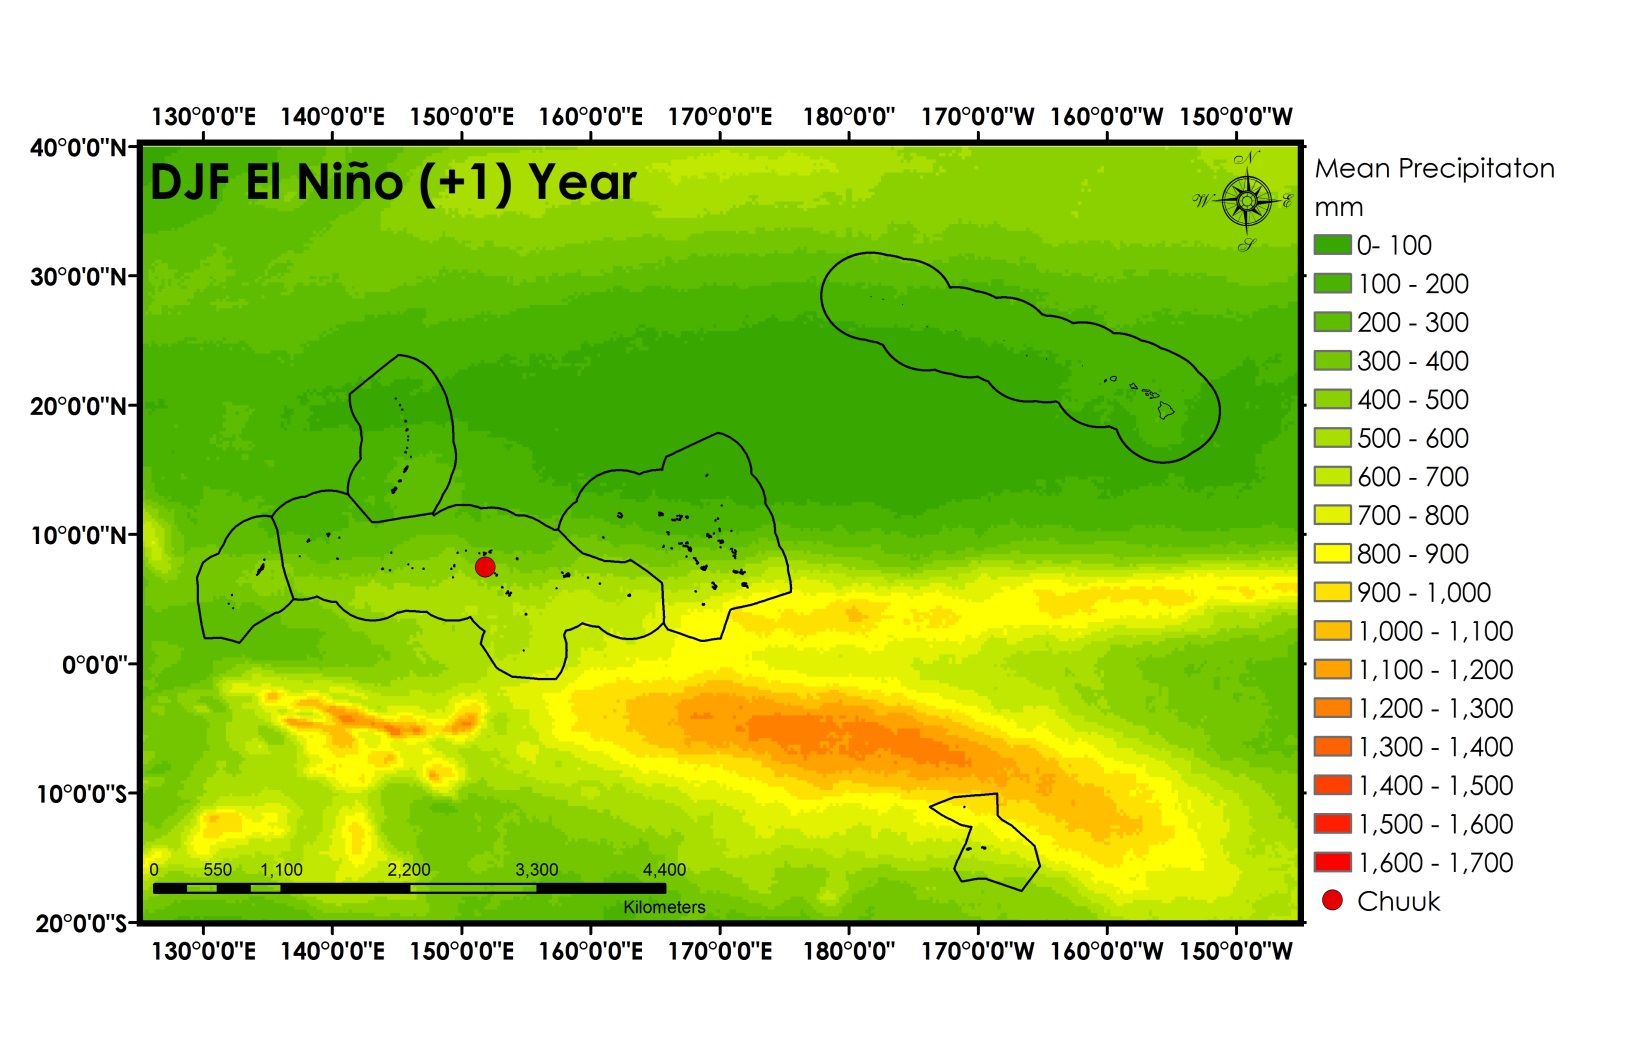 130°0'0"E 140°0'0"E 150°0'0"E 160°0'0"E 170°0'0"E 180°0'0" 170°0'0"W 160°0'0"W 150°0'0"W
40°0'0"N
30°0'0"N
20°0'0"N
10°0'0"N
0°0'0"
10°0'0"S
20°0'0"S
DJF El Niño (+1) Year
N
W E
S
0 550 1,100 2,200 3,300 4,400
Kilometers
130°0'0"E 140°0'0"E 150°0'0"E 160°0'0"E 170°0'0"E 180°0'0" 170°0'0"W 160°0'0"W 150°0'0"W
Mean Precipitaton
mm
0- 100
100 - 200
200 - 300
300 - 400
400 - 500
500 - 600
600 - 700
700 - 800
800 - 900
900 - 1,000
1,000 - 1,100
1,100 - 1,200
1,200 - 1,300
1,300 - 1,400
1,400 - 1,500
1,500 - 1,600
1,600 - 1,700
Chuuk